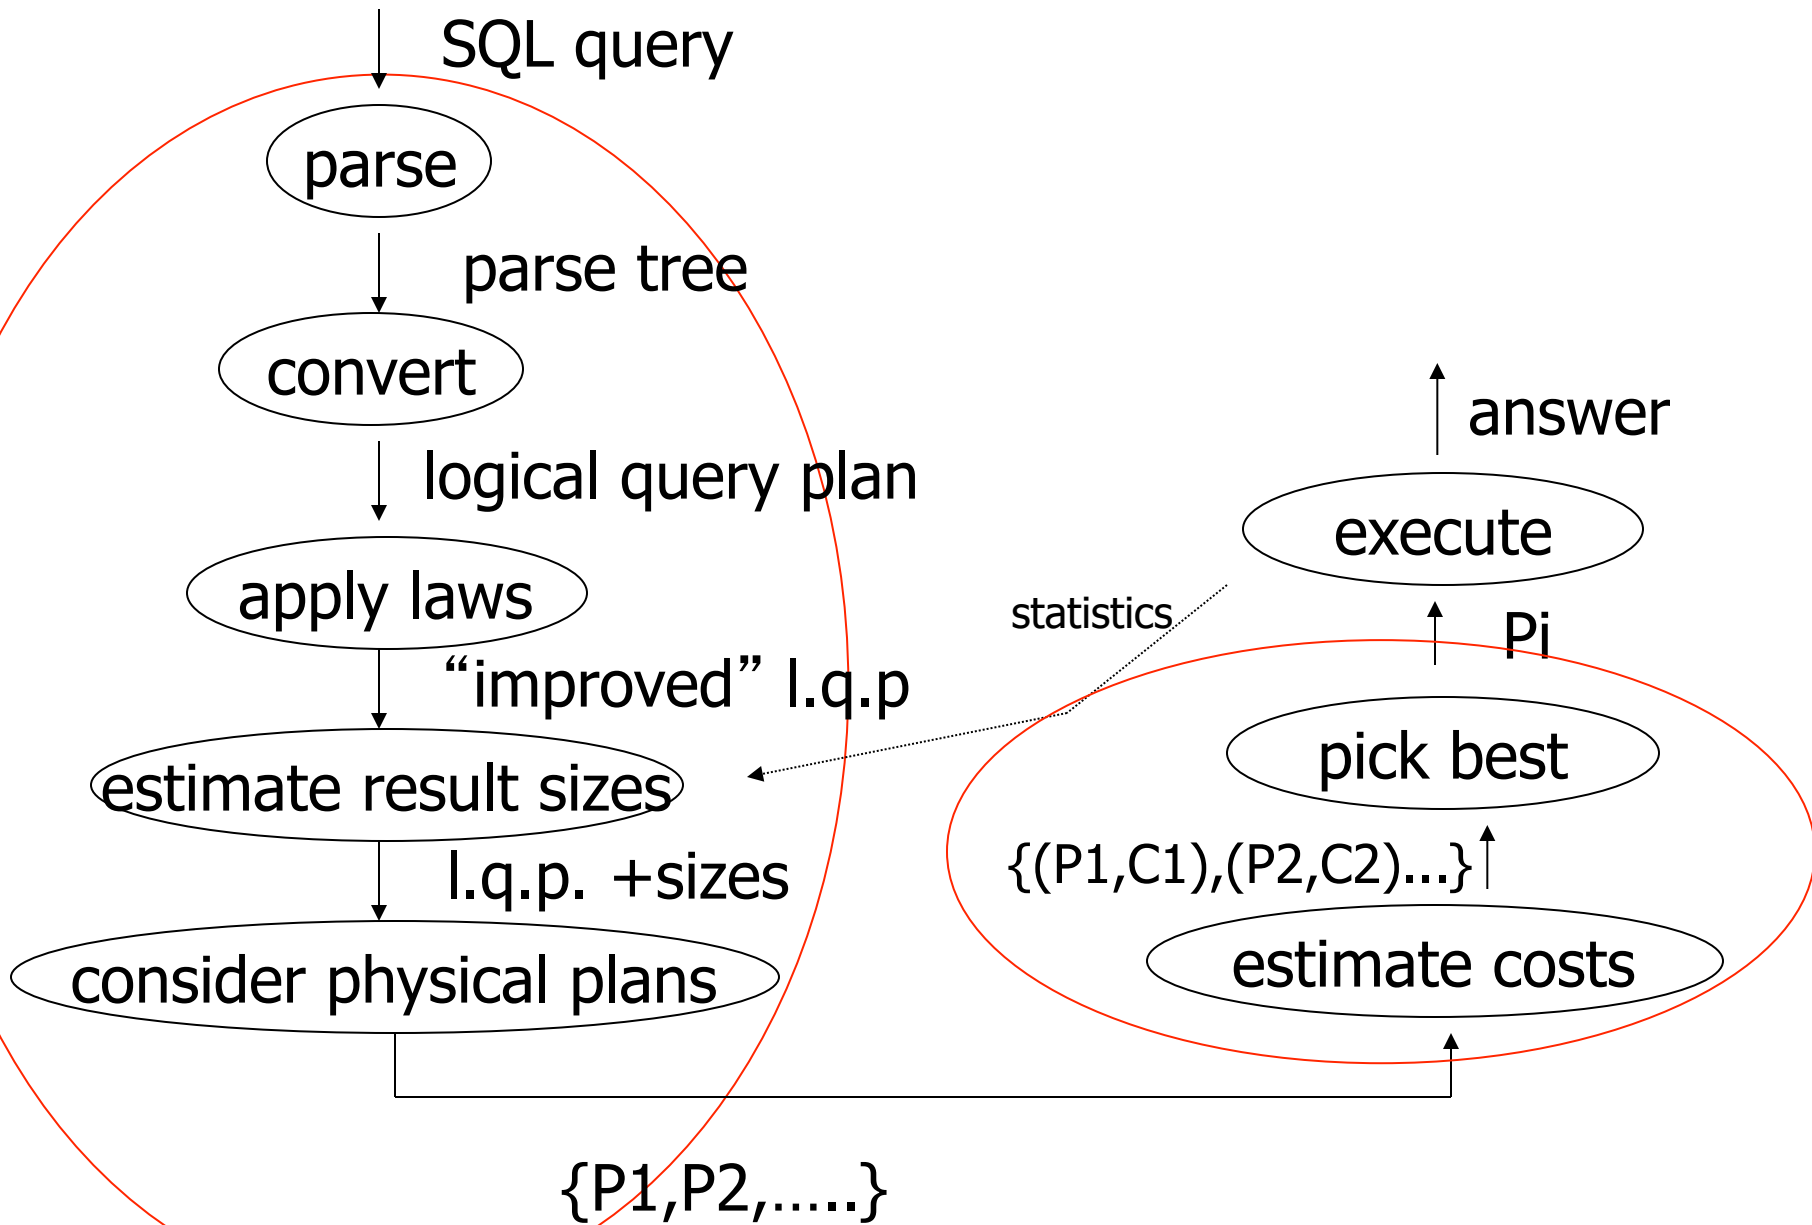 SQL query
parse
parse tree
convert
logical query plan
apply laws
“improved” l.q.p
estimate result sizes
l.q.p. +sizes
consider physical plans
{P1,P2,…..}
estimate costs
{(P1,C1),(P2,C2)...}
pick best
Pi
execute
statistics
answer